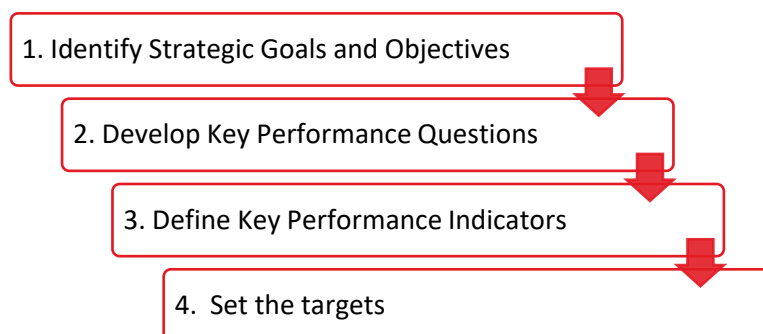 1. Identify Strategic Goals and Objectives
2. Develop Key Performance Questions
3. Define Key Performance Indicators
4. Set the targets